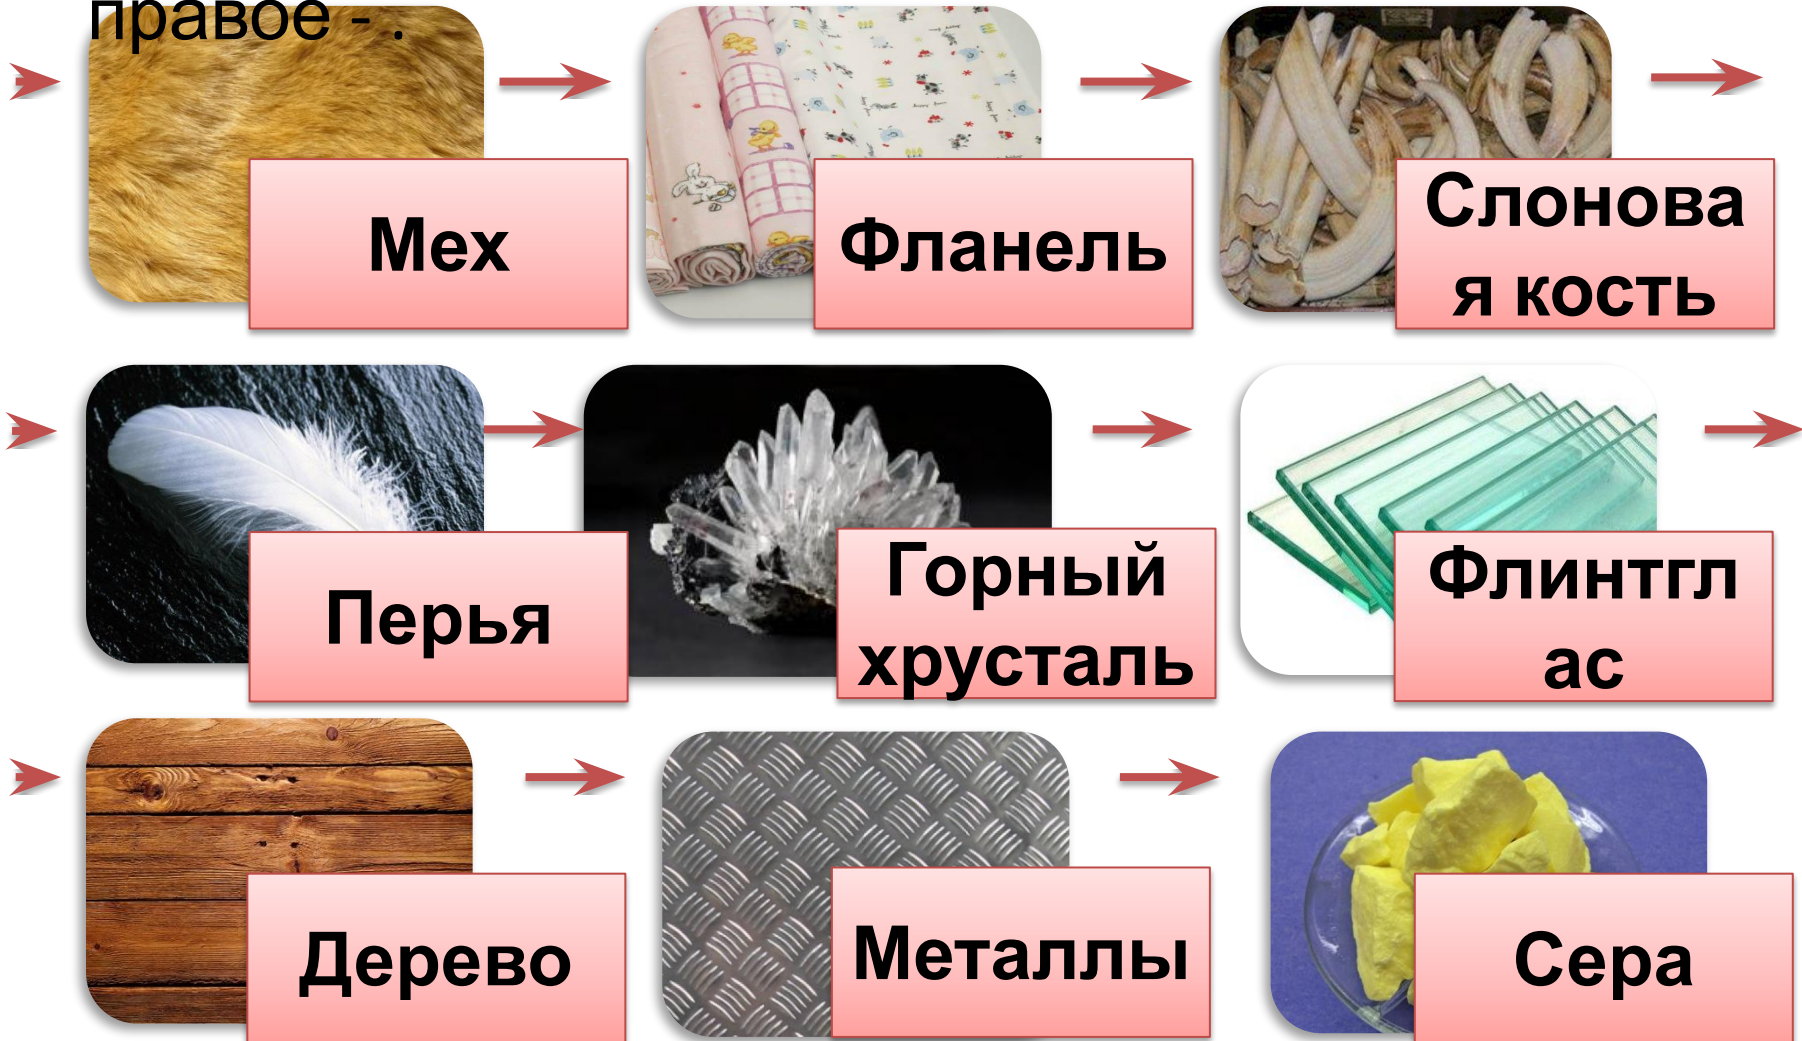 правое - .
Мех
Фланель
Слонова
я кость
Перья
Горный
хрусталь
Флинтгл
ас
Дерево
Металлы
Сера